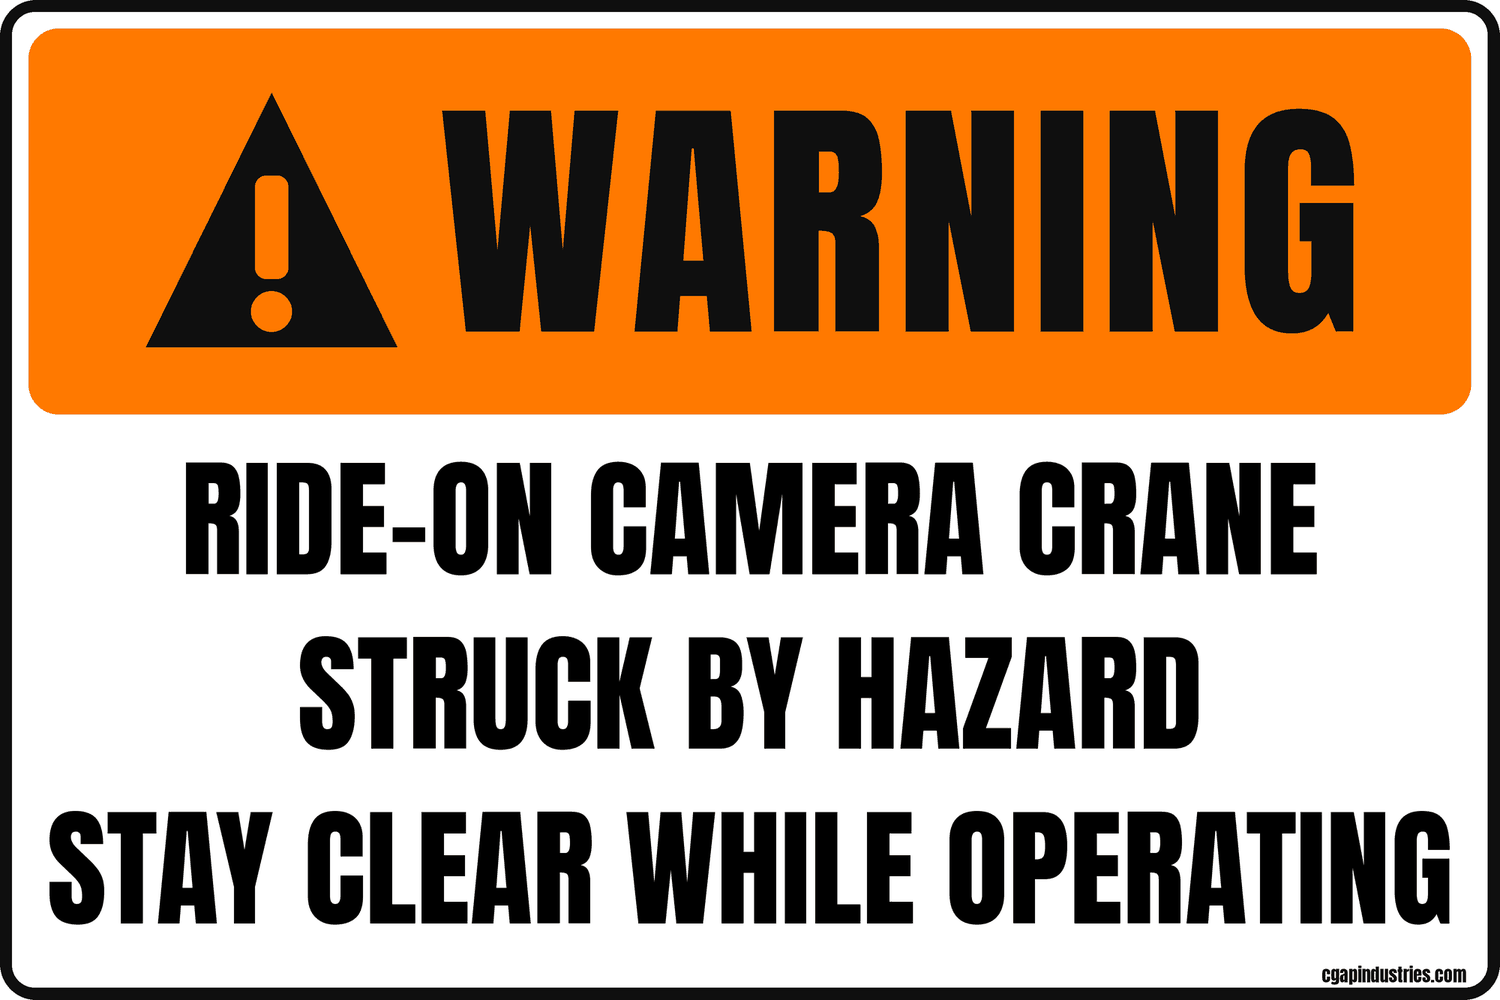 WARNING
RIDE-ON CAMERA CRANE
STRUCK BY HAZARD
STAY CLEAR WHILE OPERATING
cgapindustries.com